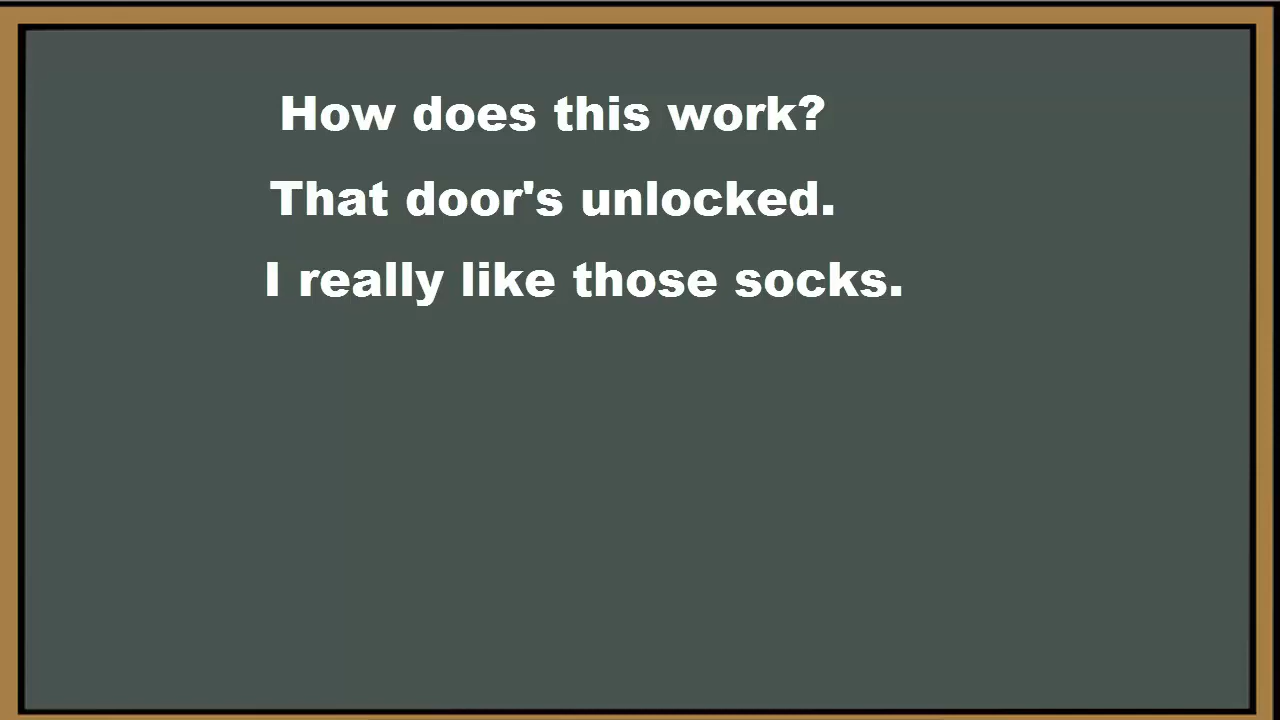 How does this work?
That door's unlocked.
I really like those socks.